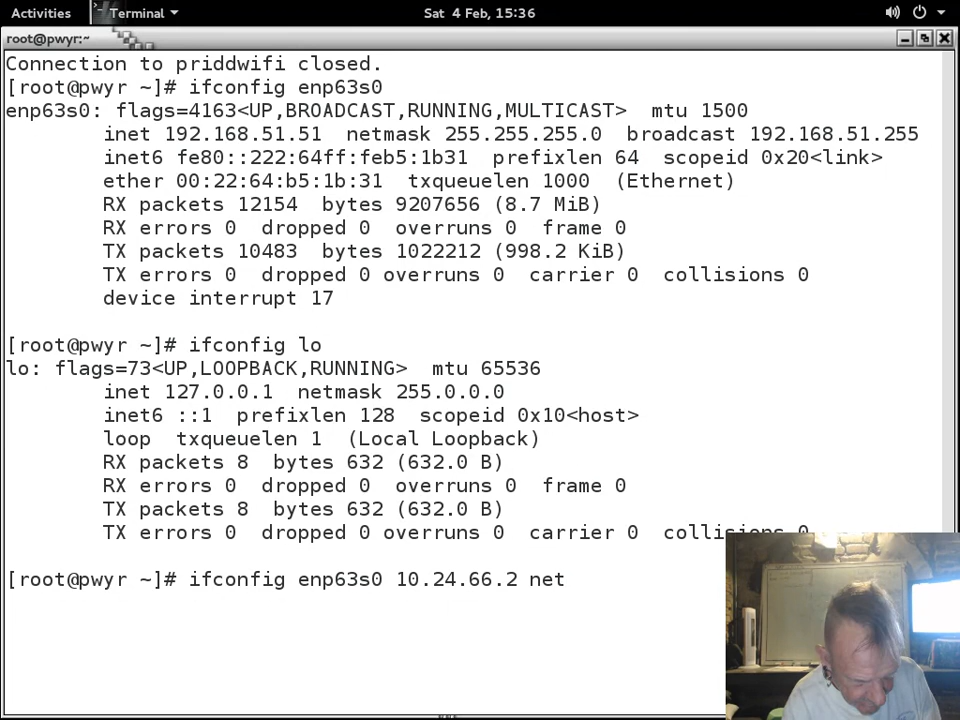 Activities Terminal Sat 4 Feb, 15:36
root@pwyr:~
Connection to priddwifi closed.
[root@pwyr ~]# ifconfig enp63s0
enp63s0: flags=4163<UP,BROADCAST,RUNNING,MULTICAST>  mtu 1500
        inet 192.168.51.51  netmask 255.255.255.0  broadcast 192.168.51.255
        inet6 fe80::222:64ff:feb5:1b31  prefixlen 64  scopeid 0x20<link>
        ether 00:22:64:b5:1b:31  txqueuelen 1000  (Ethernet)
        RX packets 12154  bytes 9207656 (8.7 MiB)
        RX errors 0  dropped 0  overruns 0  frame 0
        TX packets 10483  bytes 1022212 (998.2 KiB)
        TX errors 0  dropped 0 overruns 0  carrier 0  collisions 0
        device interrupt 17
[root@pwyr ~]# ifconfig lo
lo: flags=73<UP,LOOPBACK,RUNNING>  mtu 65536
        inet 127.0.0.1  netmask 255.0.0.0
        inet6 ::1  prefixlen 128  scopeid 0x10<host>
        loop  txqueuelen 1  (Local Loopback)
        RX packets 8  bytes 632 (632.0 B)
        RX errors 0  dropped 0  overruns 0  frame 0
        TX packets 8  bytes 632 (632.0 B)
        TX errors 0  dropped 0 overruns 0  carrier 0  collisions 0
[root@pwyr ~]# ifconfig enp63s0 10.24.66.2 net